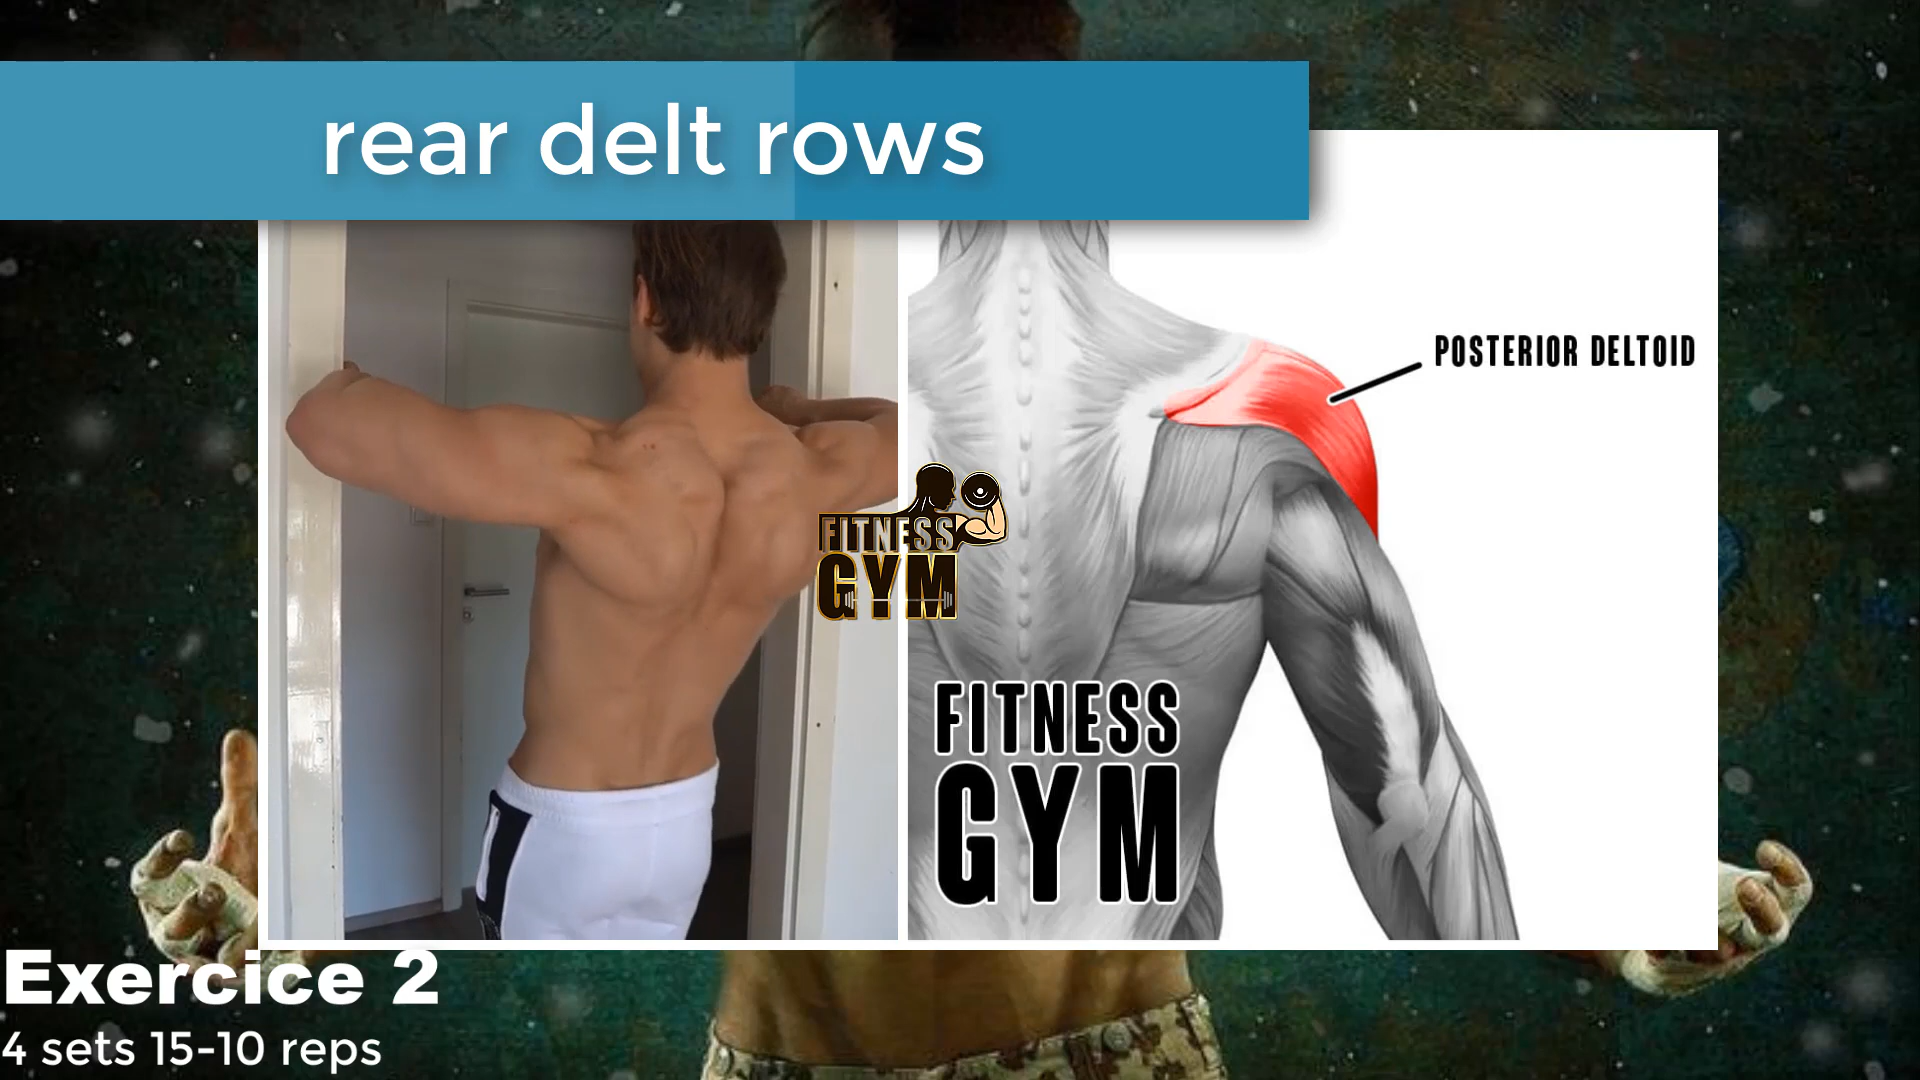 rear delt rows
POSTERIOR DELTOID
FITNESS
GYM
FITNESS
GYM
Exercice 2
4 sets 15-10 reps